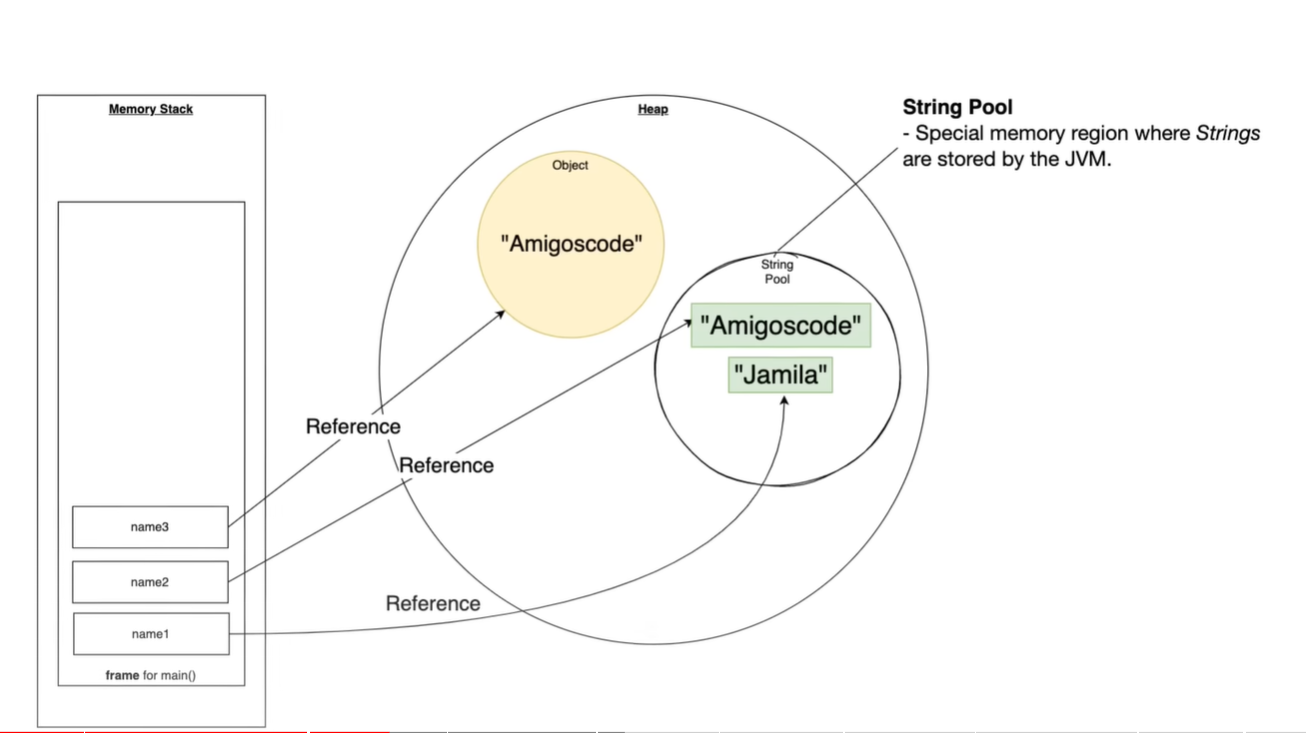 Memory Stack
name3
name2
name1
frame for main()
Reference
Reference
Reference
Heap
Object
"Amigoscode"
String
Pool
"Amigoscode"
"Jamila"
String Pool
- Special memory region where Strings
are stored by the JVM.